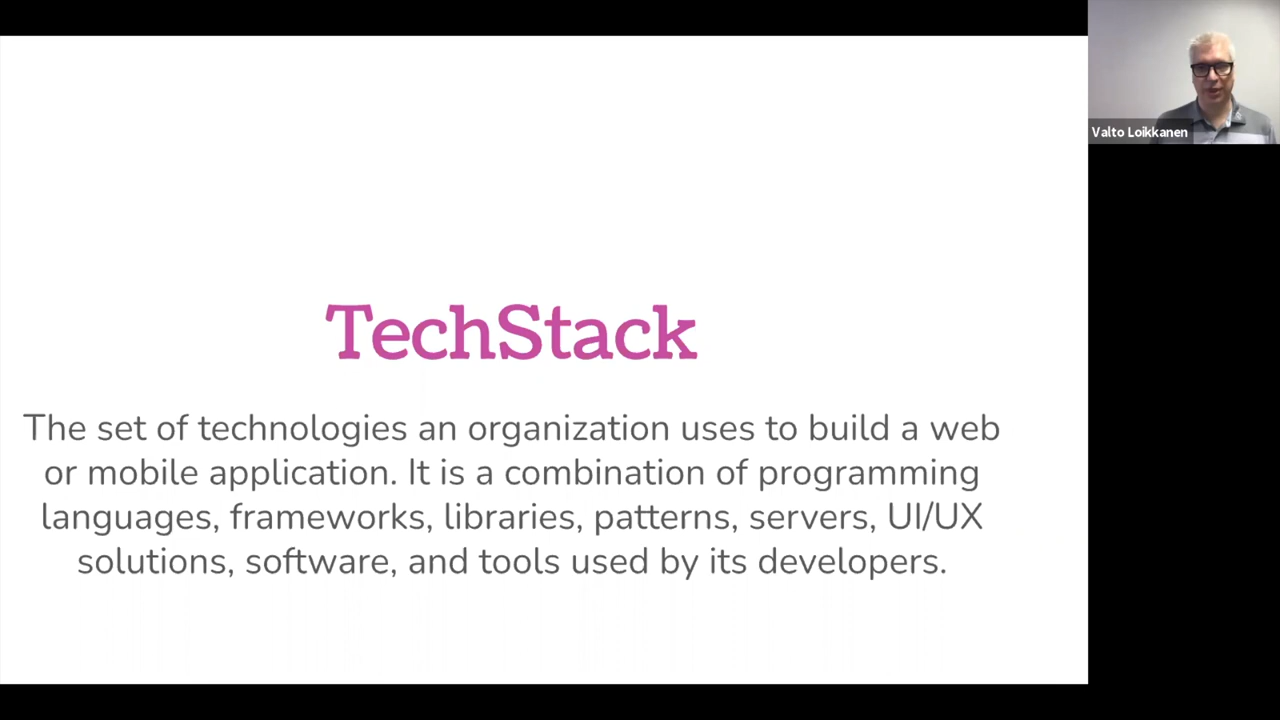 TechStack
The set of technologies an organization uses to build a web
or mobile application. It is a combination of programming
languages, frameworks, libraries, patterns, servers, UI/UX
solutions, software, and tools used by its developers.
Valto Loikkanen